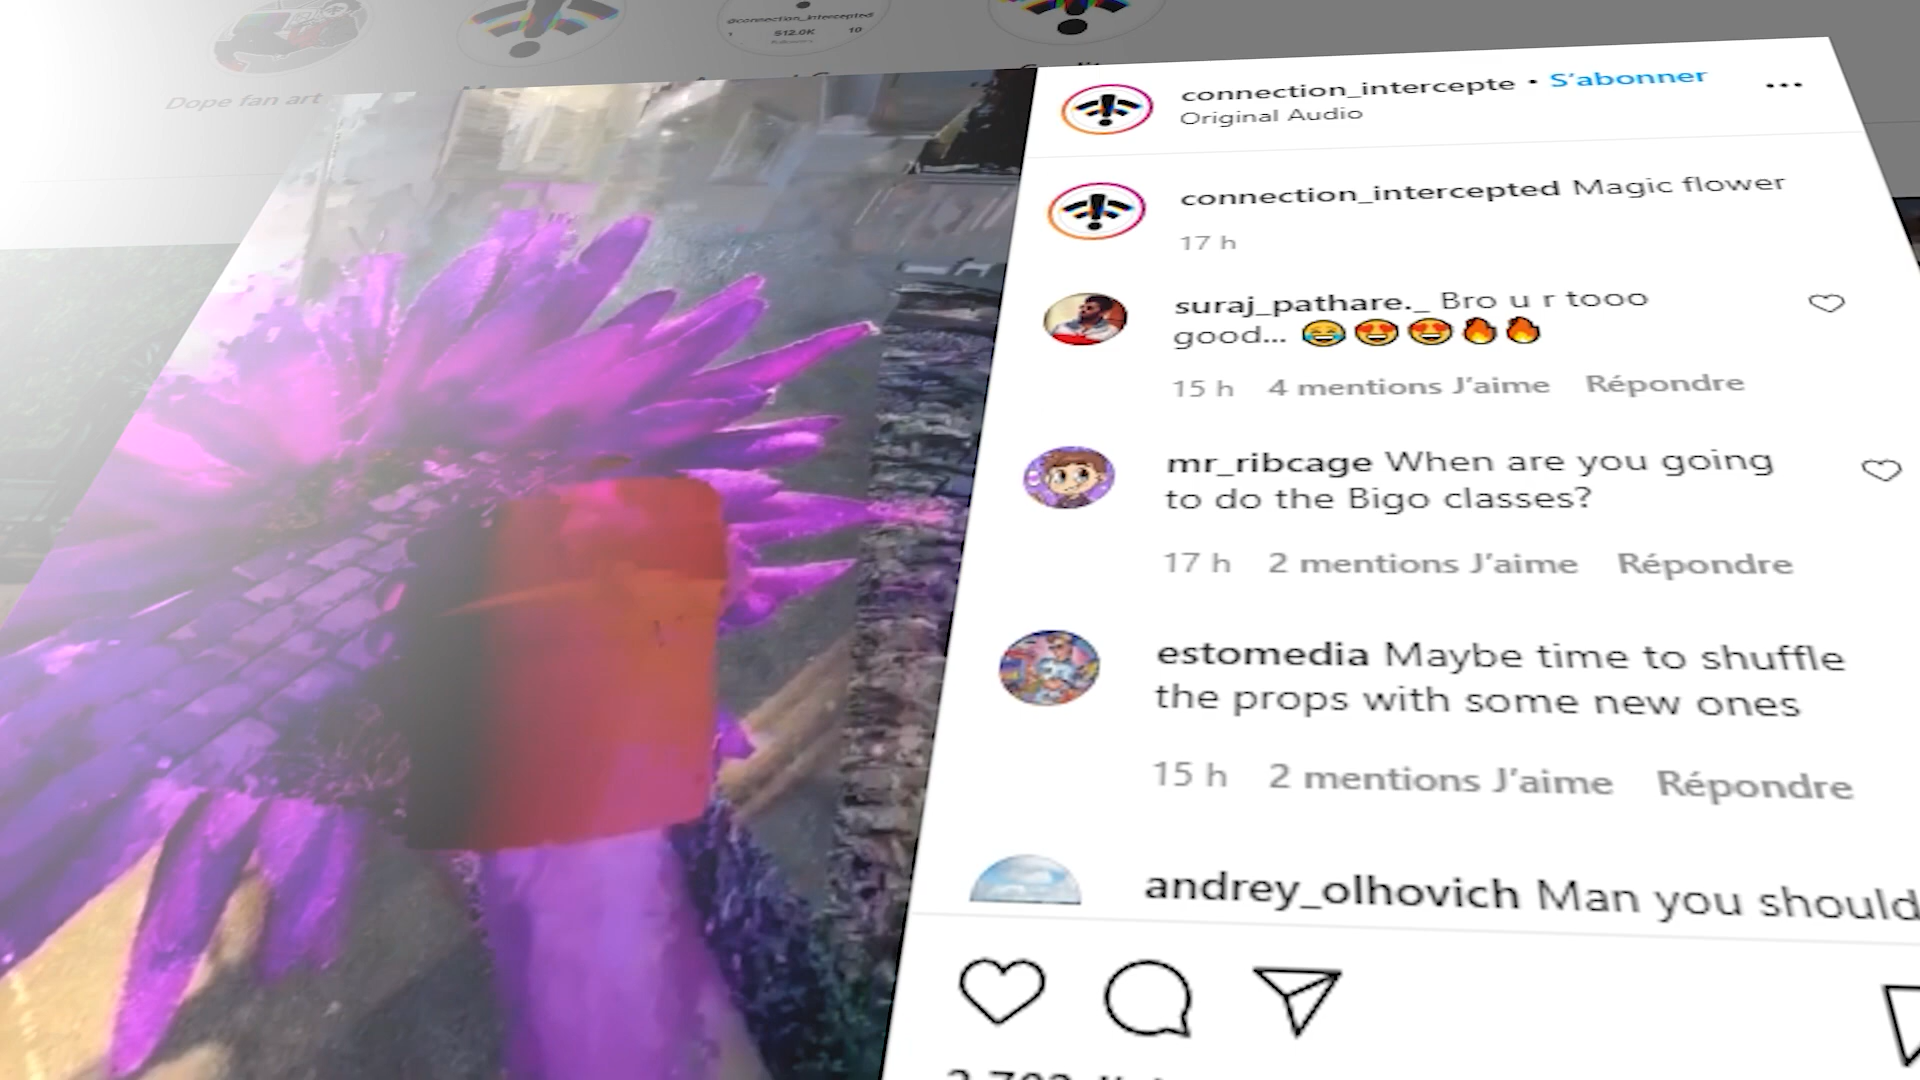 @connection_intercepted
512.0K
10
Dope fan art
connection_intercepte • S'abonner
Original Audio
connection_intercepted Magic flower
17 h
suraj_pathare._ Bro u r tooo
good... 😂😍😍🔥🔥
15 h 4 mentions J'aime Répondre
mr_ribcage When are you going
to do the Bigo classes?
17 h 2 mentions J'aime Répondre
estomedia Maybe time to shuffle
the props with some new ones
15 h 2 mentions J'aime Répondre
andrey_olhovich Man you should